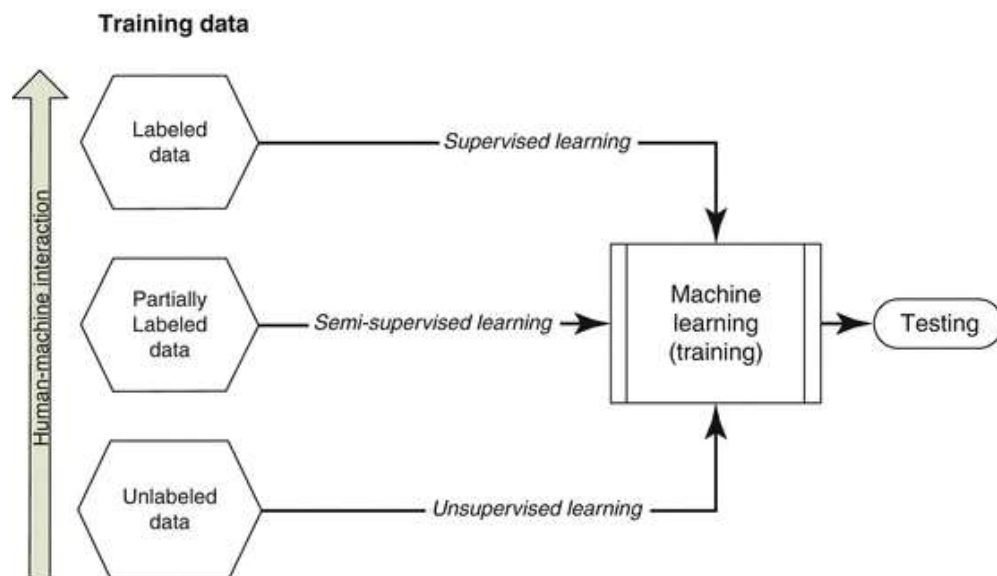 Training data
Human-machine interaction
Labeled
data
Supervised learning
Partially
Labeled
data
Semi-supervised learning
Machine
learning
(training)
Testing
Unlabeled
data
Unsupervised learning